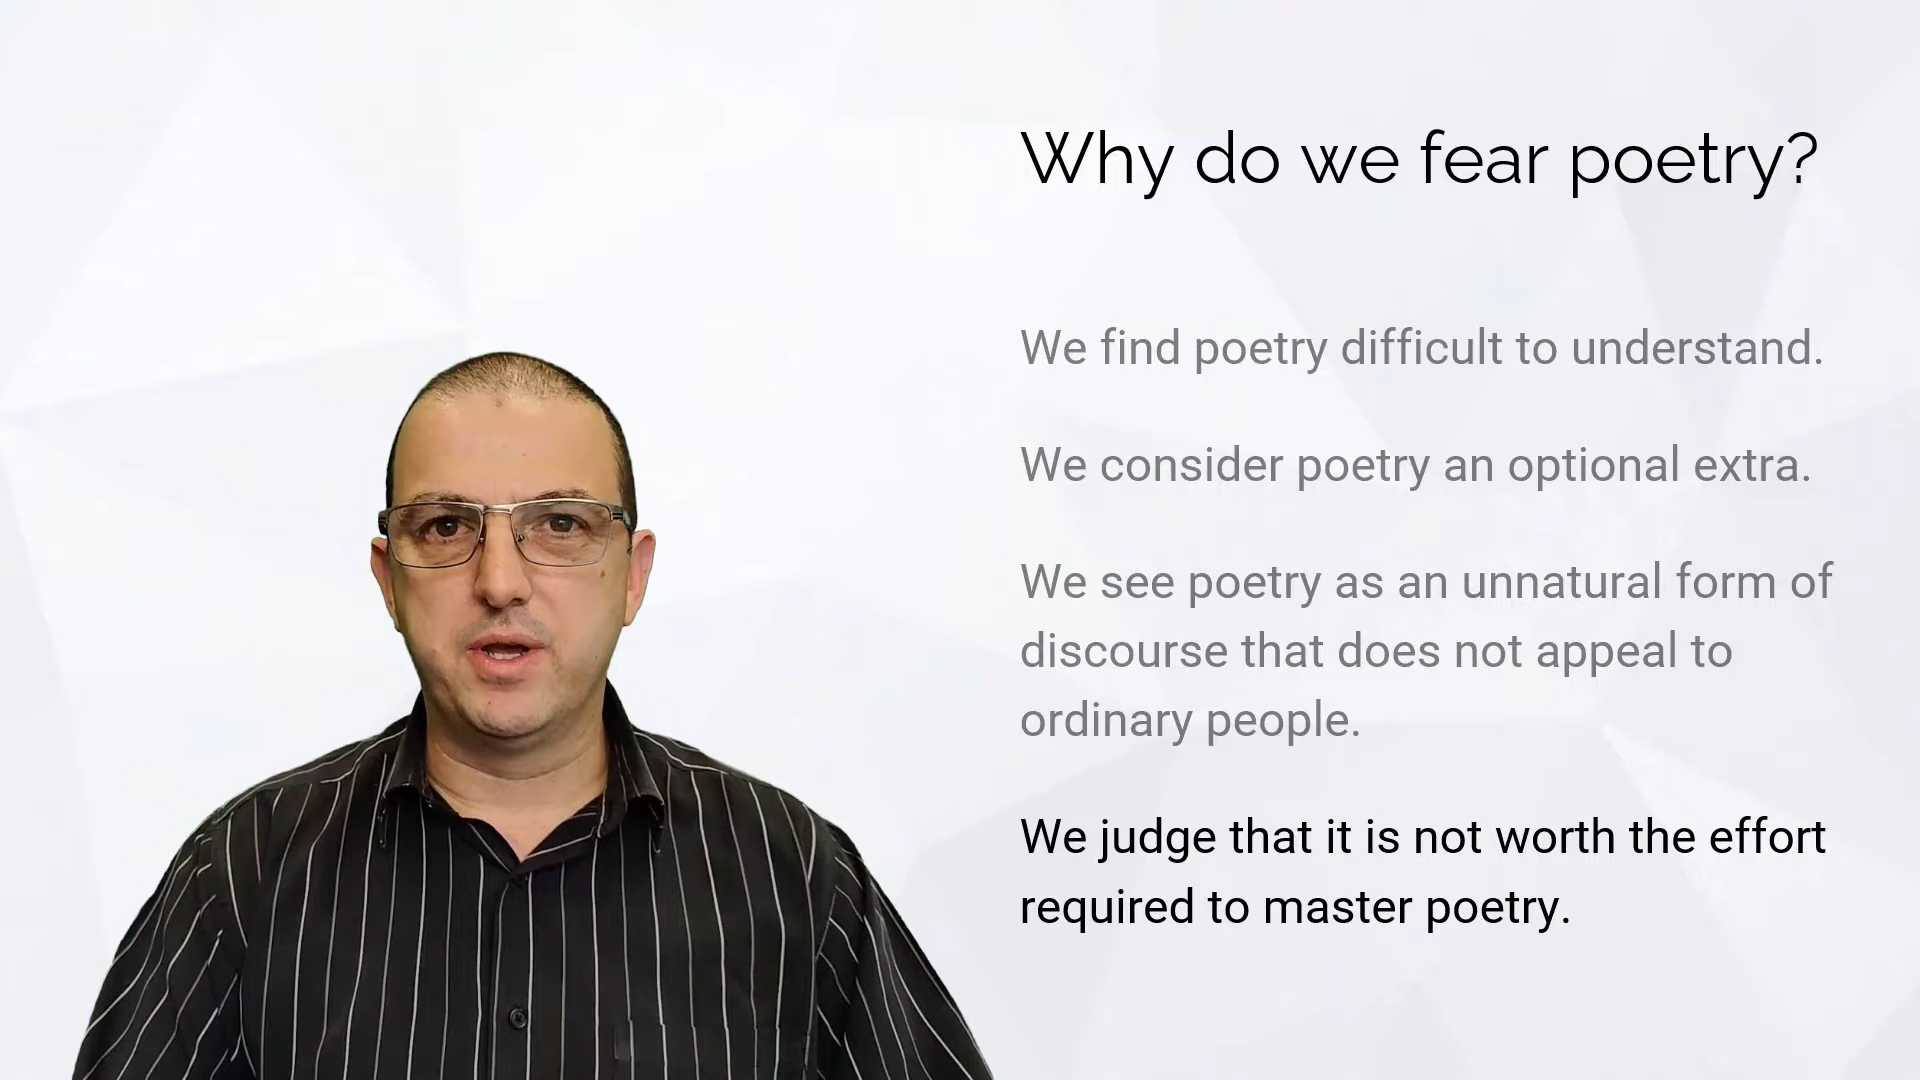 Why do we fear poetry?
We find poetry difficult to understand.
We consider poetry an optional extra.
We see poetry as an unnatural form of
discourse that does not appeal to
ordinary people.
We judge that it is not worth the effort
required to master poetry.